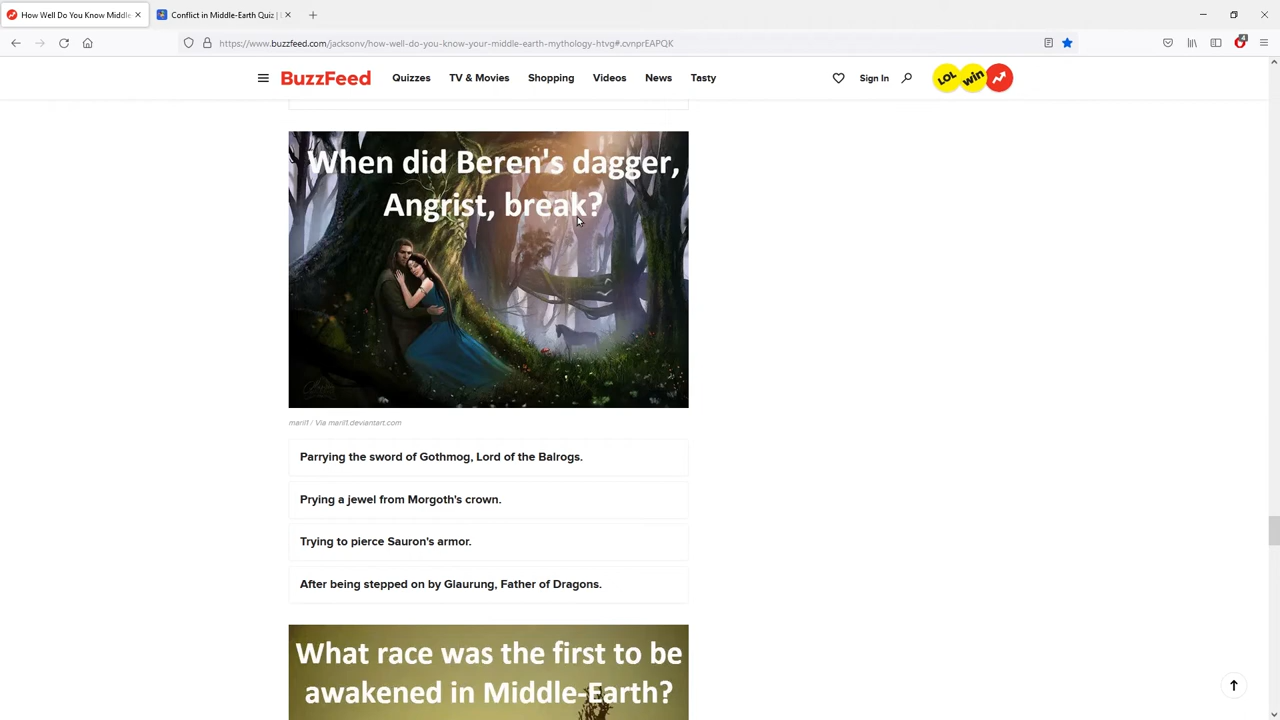 How Well Do You Know Middle
Conflict in Middle-Earth Quiz |
https://www.buzzfeed.com/jacksonv/how-well-do-you-know-your-middle-earth-mythology-htvg#.cvnprEAPQK
4
BuzzFeed
Quizzes
TV & Movies
Shopping
Videos
News
Tasty
Sign In
LOL
win
When did Beren's dagger,
Angrist, break?
maril1 / Via maril1.deviantart.com
Parrying the sword of Gothmog, Lord of the Balrogs.
Prying a jewel from Morgoth's crown.
Trying to pierce Sauron's armor.
After being stepped on by Glaurung, Father of Dragons.
What race was the first to be
awakened in Middle-Earth?